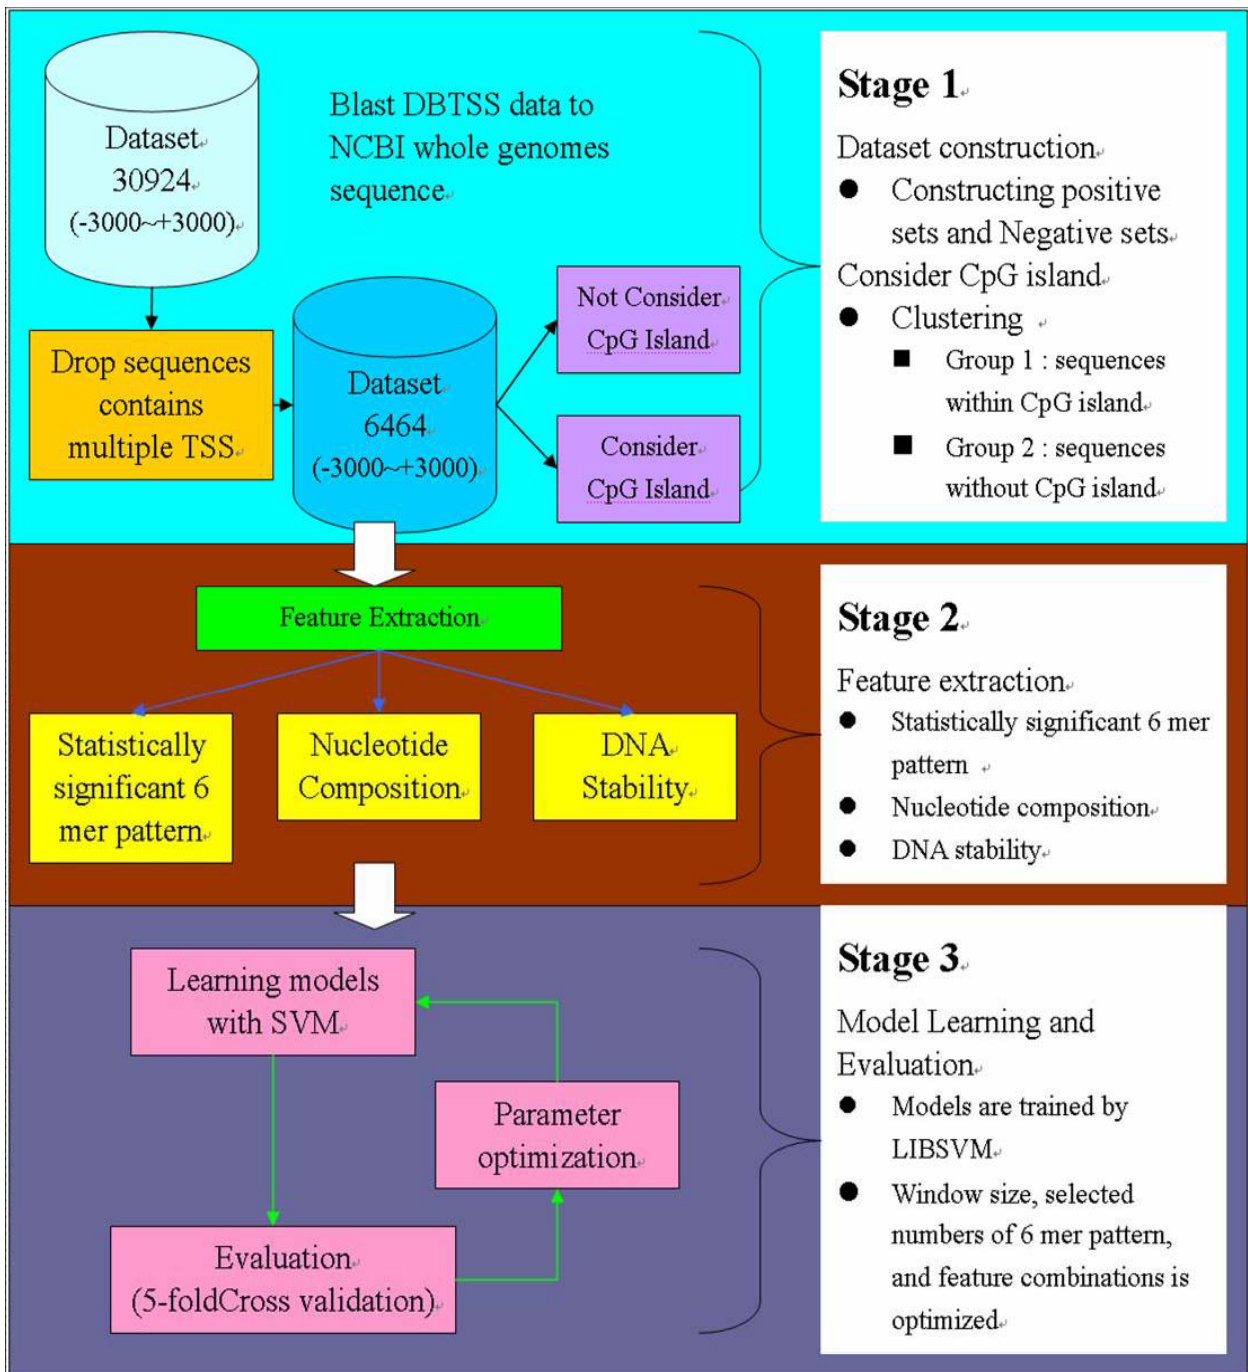 Dataset
30924
(-3000~+3000)
Blast DBTSS data to
NCBI whole genomes
sequence
Drop sequences
contains
multiple TSS
Dataset
6464
(-3000~+3000)
Not Consider
CpG Island
Consider
CpG Island
Stage 1
Dataset construction
● Constructing positive
sets and Negative sets
Consider CpG island
● Clustering
■ Group 1 : sequences
within CpG island
■ Group 2 : sequences
without CpG island
Feature Extraction
Statistically
significant 6
mer pattern
Nucleotide
Composition
DNA
Stability
Stage 2
Feature extraction
● Statistically significant 6 mer
pattern
● Nucleotide composition
● DNA stability
Learning models
with SVM
Parameter
optimization
Evaluation
(5-foldCross validation)
Stage 3
Model Learning and
Evaluation
● Models are trained by
LIBSVM
● Window size, selected
numbers of 6 mer pattern,
and feature combinations is
optimized